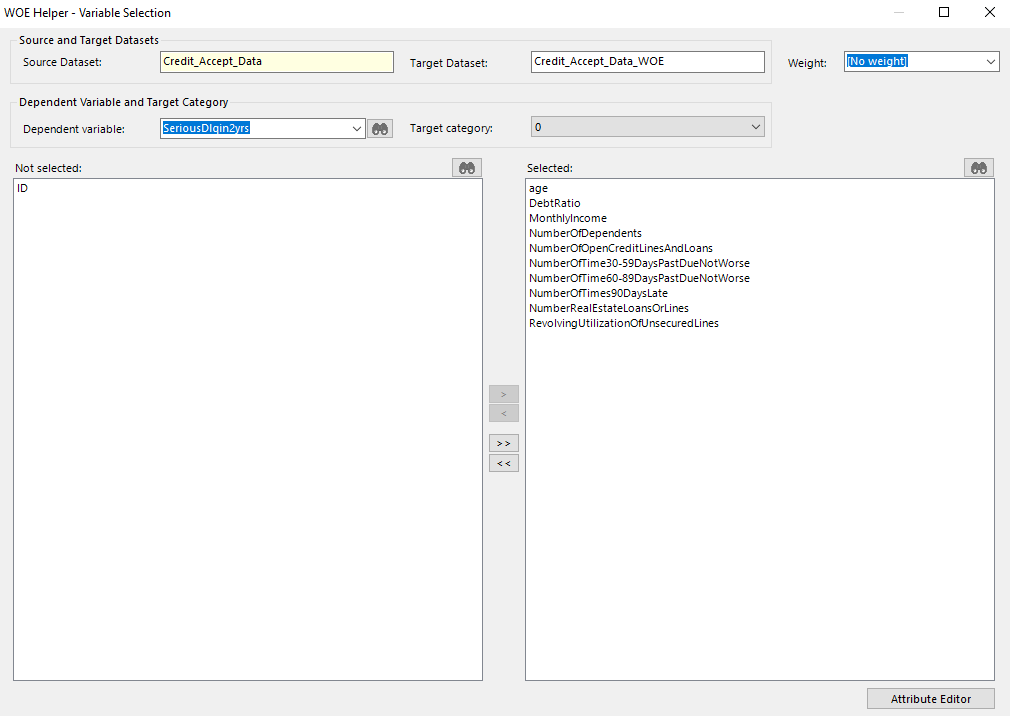 WOE Helper - Variable Selection
Source and Target Datasets
Source Dataset: Credit_Accept_Data Target Dataset: Credit_Accept_Data_WOE Weight: [No weight]
Dependent Variable and Target Category
Dependent variable: SeriousDlqin2yrs Target category: 0
Not selected: Selected:
ID
age
DebtRatio
MonthlyIncome
NumberOfDependents
NumberOfOpenCreditLinesAndLoans
NumberOfTime30-59DaysPastDueNotWorse
NumberOfTime60-89DaysPastDueNotWorse
NumberOfTimes90DaysLate
NumberRealEstateLoansOrLines
RevolvingUtilizationOfUnsecuredLines
>
<
>>
<<
Attribute Editor